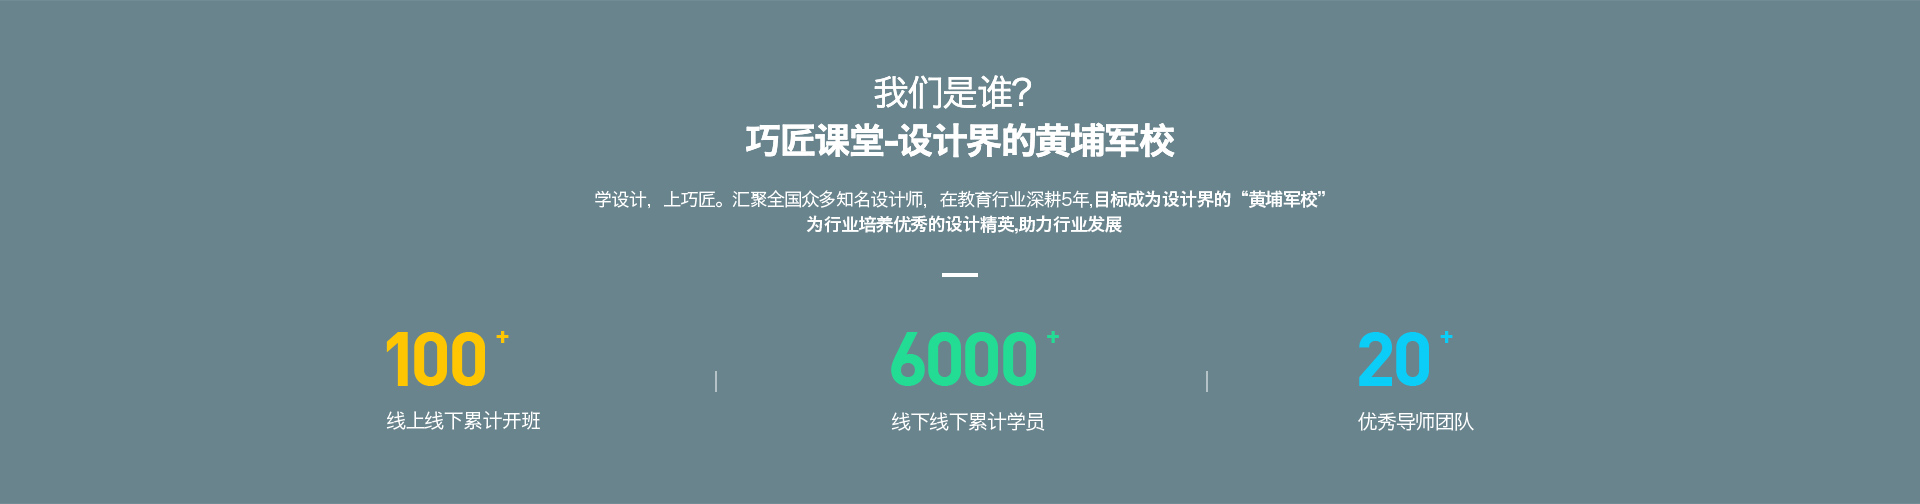 我们是谁？
巧匠课堂-设计界的黄埔军校
学设计，上巧匠。汇聚全国众多知名设计师，在教育行业深耕5年,目标成为设计界的“黄埔军校”
为行业培养优秀的设计精英,助力行业发展
100+
6000+
20+
线上线下累计开班
线下线下累计学员
优秀导师团队